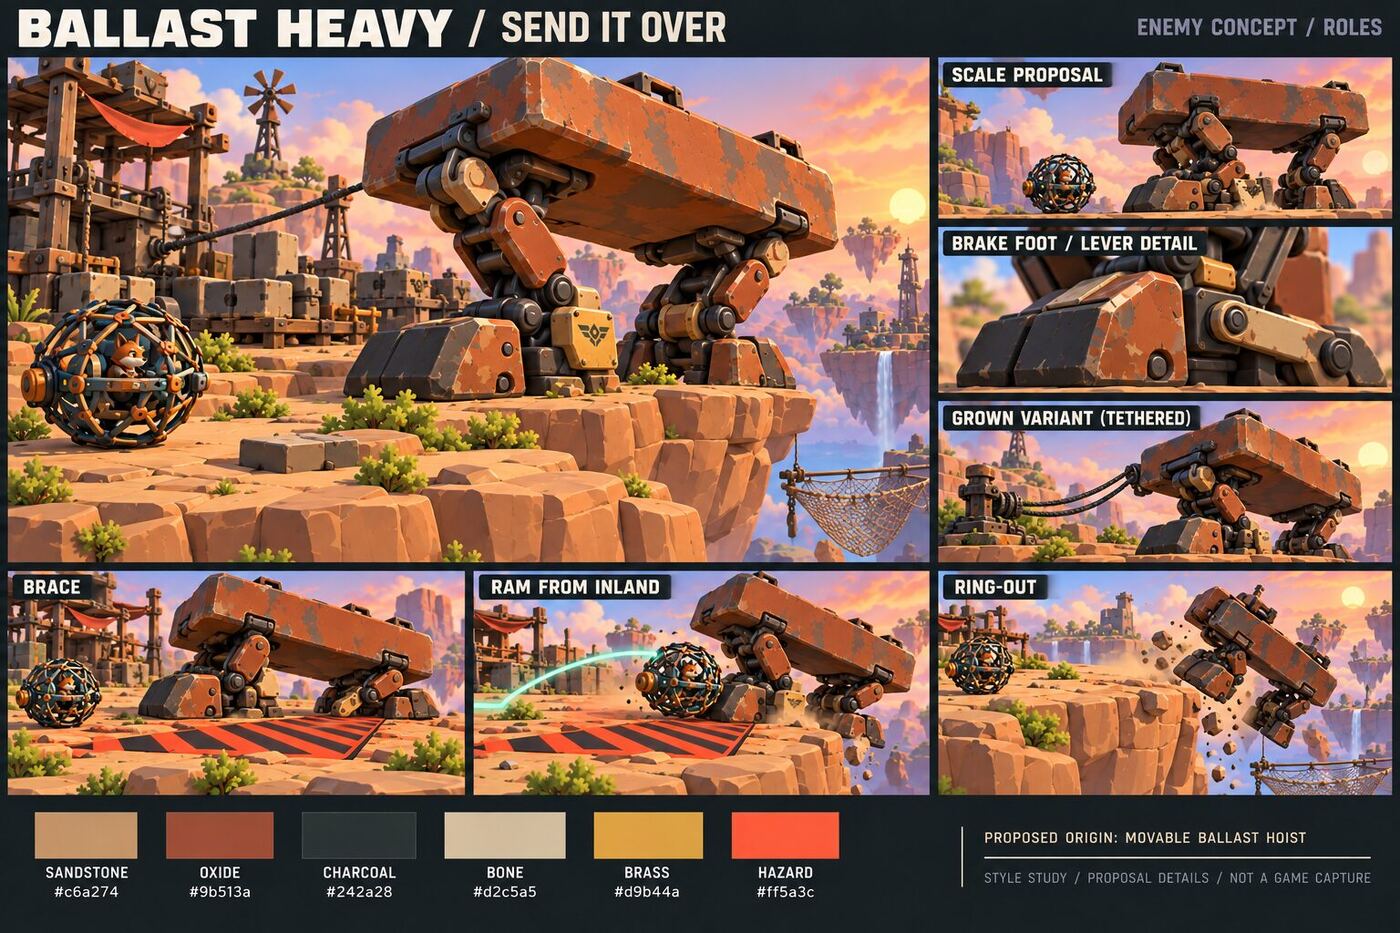 BALLAST HEAVY / SEND IT OVER
ENEMY CONCEPT / ROLES
SCALE PROPOSAL
BRAKE FOOT / LEVER DETAIL
GROWN VARIANT (TETHERED)
BRACE
RAM FROM INLAND
RING-OUT
SANDSTONE
#c6a274
OXIDE
#9b513a
CHARCOAL
#242a28
BONE
#d2c5a5
BRASS
#d9b44a
HAZARD
#ff5a3c
PROPOSED ORIGIN: MOVABLE BALLAST HOIST
STYLE STUDY / PROPOSAL DETAILS / NOT A GAME CAPTURE